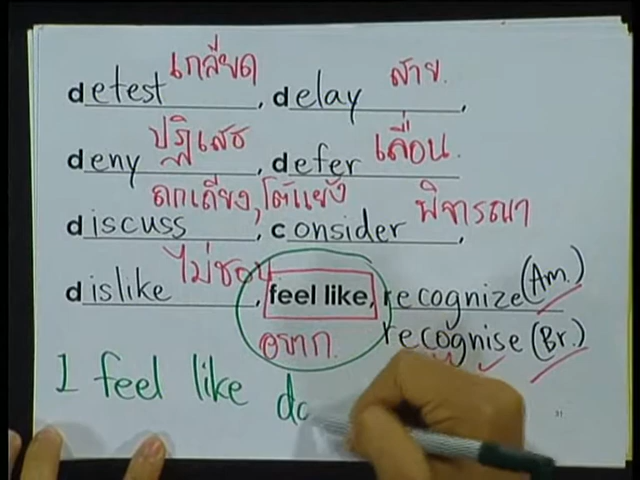 เกลียด สาย.
detest, delay,
ปฏิเสธ เลื่อน.
deny, defer
ถกเถียง, โต้แย้ง พิจารณา
discuss, consider,
ไม่ชอบ
dislike, feel like, recognize (Am.)
อยาก. recognise (Br.)
I feel like do
31